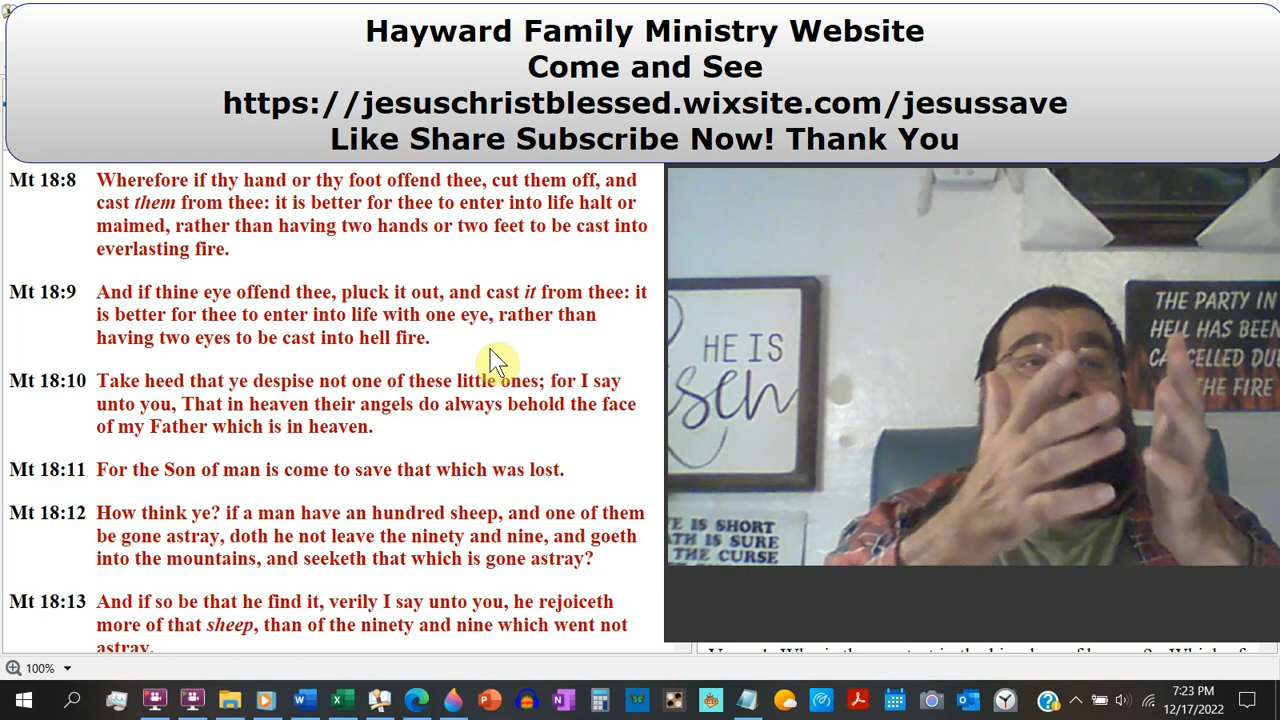 Hayward Family Ministry Website
Come and See
https://jesuschristblessed.wixsite.com/jesussave
Like Share Subscribe Now! Thank You
Mt 18:8 Wherefore if thy hand or thy foot offend thee, cut them off, and
cast them from thee: it is better for thee to enter into life halt or
maimed, rather than having two hands or two feet to be cast into
everlasting fire.
Mt 18:9 And if thine eye offend thee, pluck it out, and cast it from thee: it
is better for thee to enter into life with one eye, rather than
having two eyes to be cast into hell fire.
Mt 18:10 Take heed that ye despise not one of these little ones; for I say
unto you, That in heaven their angels do always behold the face
of my Father which is in heaven.
Mt 18:11 For the Son of man is come to save that which was lost.
Mt 18:12 How think ye? if a man have an hundred sheep, and one of them
be gone astray, doth he not leave the ninety and nine, and goeth
into the mountains, and seeketh that which is gone astray?
Mt 18:13 And if so be that he find it, verily I say unto you, he rejoiceth
more of that sheep, than of the ninety and nine which went not
astray.
HE IS
Risen
THE PARTY IN
HELL HAS BEEN
CANCELLED DUE
THE FIRE
IS SHORT
IS SURE
THE CURSE
100%
7:23 PM
12/17/2022